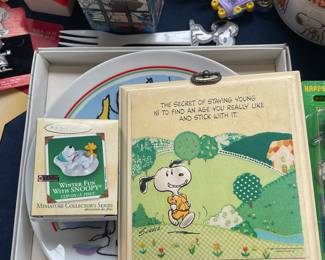 THE SECRET OF STAYING YOUNG
IS TO FIND AN AGE YOU REALLY LIKE
AND STICK WITH IT.
WINTER FUN
WITH SNOOPY
MINIATURE COLLECTOR'S SERIES